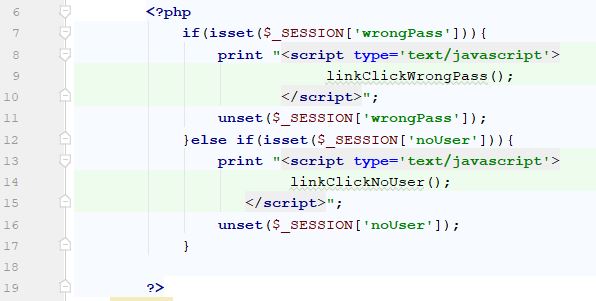 6 <?php
7 if(isset($_SESSION['wrongPass'])){
8 print "<script type='text/javascript'>
9 linkClickWrongPass();
10 </script>";
11 unset($_SESSION['wrongPass']);
12 }else if(isset($_SESSION['noUser'])){
13 print "<script type='text/javascript'>
14 linkClickNoUser();
15 </script>";
16 unset($_SESSION['noUser']);
17 }
18
19 ?>